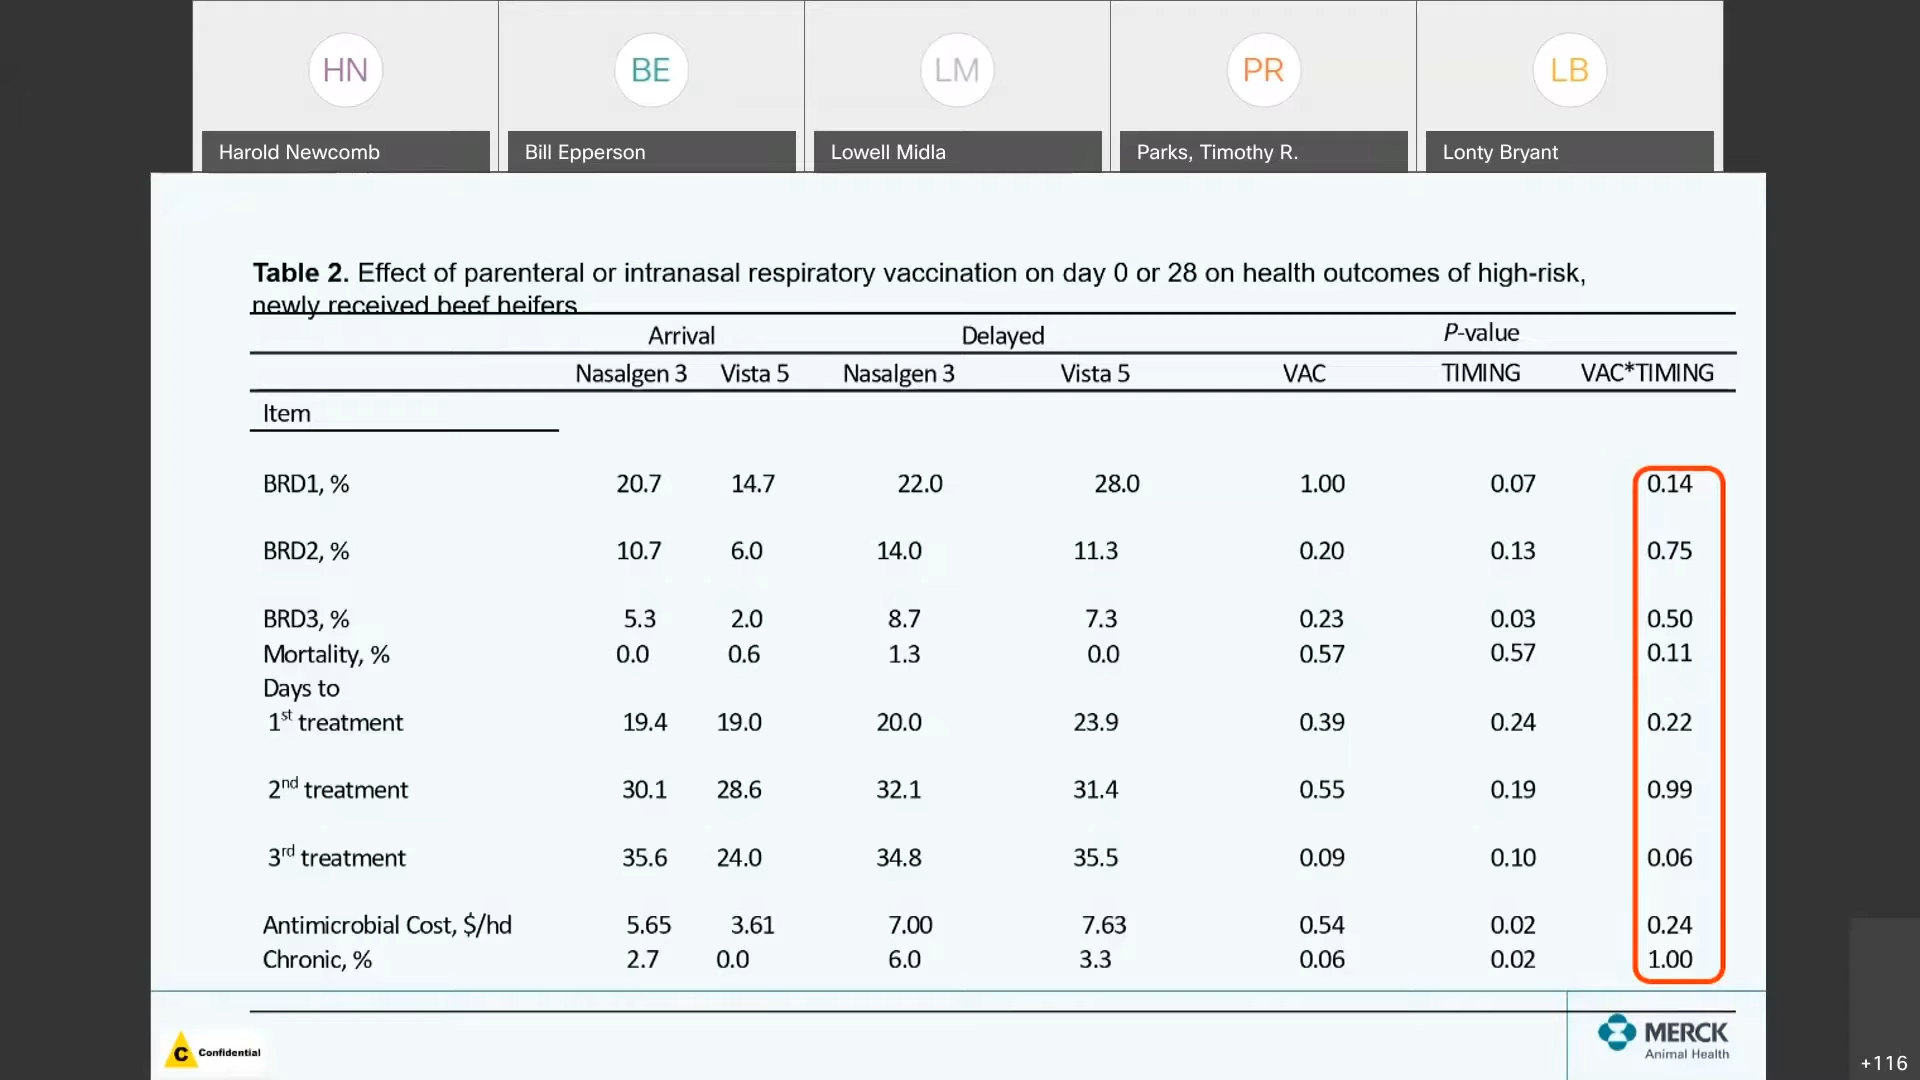 HN BE LM PR LB
Harold Newcomb Bill Epperson Lowell Midla Parks, Timothy R. Lonty Bryant
Table 2. Effect of parenteral or intranasal respiratory vaccination on day 0 or 28 on health outcomes of high-risk,
newly received beef heifers
Arrival Delayed P-value
Nasalgen 3 Vista 5 Nasalgen 3 Vista 5 VAC TIMING VAC*TIMING
Item
BRD1, % 20.7 14.7 22.0 28.0 1.00 0.07 0.14
BRD2, % 10.7 6.0 14.0 11.3 0.20 0.13 0.75
BRD3, % 5.3 2.0 8.7 7.3 0.23 0.03 0.50
Mortality, % 0.0 0.6 1.3 0.0 0.57 0.57 0.11
Days to
1st treatment 19.4 19.0 20.0 23.9 0.39 0.24 0.22
2nd treatment 30.1 28.6 32.1 31.4 0.55 0.19 0.99
3rd treatment 35.6 24.0 34.8 35.5 0.09 0.10 0.06
Antimicrobial Cost, $/hd 5.65 3.61 7.00 7.63 0.54 0.02 0.24
Chronic, % 2.7 0.0 6.0 3.3 0.06 0.02 1.00
C Confidential
MERCK
Animal Health
+116